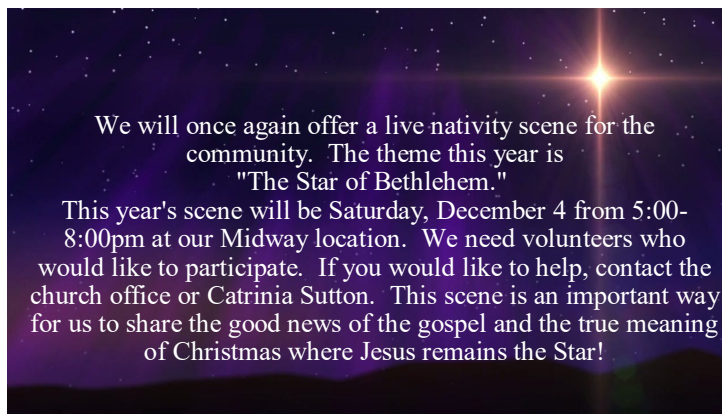 We will once again offer a live nativity scene for the
community.  The theme this year is
"The Star of Bethlehem."
This year's scene will be Saturday, December 4 from 5:00-
8:00pm at our Midway location.  We need volunteers who
would like to participate.  If you would like to help, contact the
church office or Catrinia Sutton.  This scene is an important way
for us to share the good news of the gospel and the true meaning
of Christmas where Jesus remains the Star!